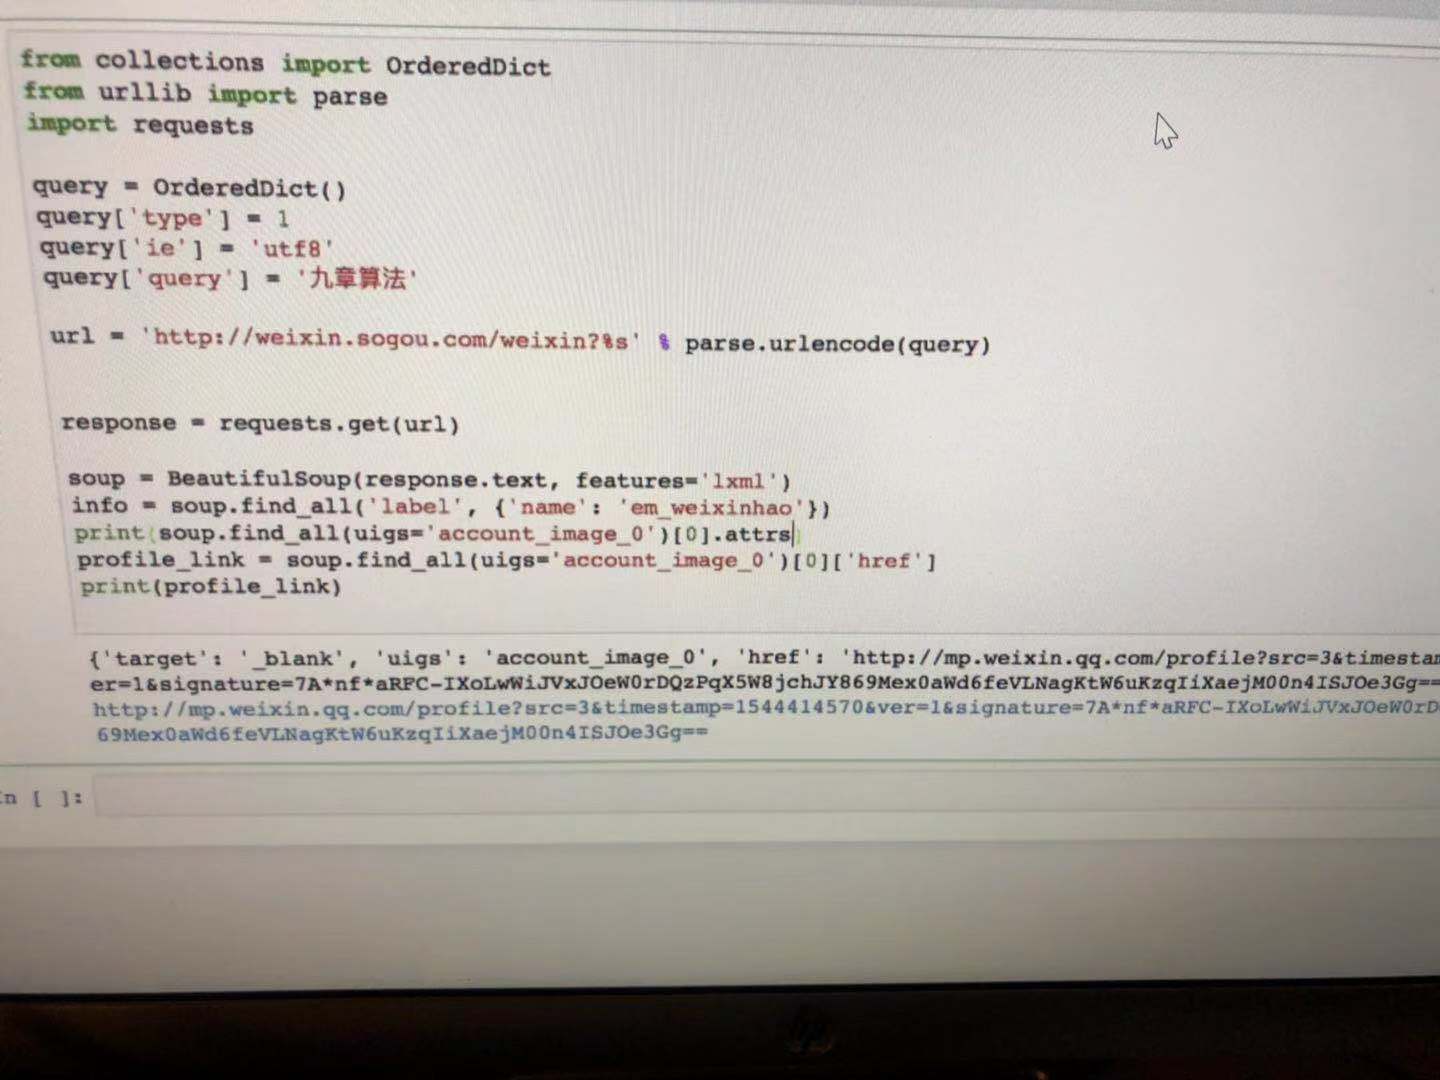 from collections import OrderedDict
from urllib import parse
import requests
query = OrderedDict()
query['type'] = 1
query['ie'] = 'utf8'
query['query'] = '九章算法'
url = 'http://weixin.sogou.com/weixin?%s' % parse.urlencode(query)
response = requests.get(url)
soup = BeautifulSoup(response.text, features='lxml')
info = soup.find_all('label', {'name': 'em_weixinhao'})
print(soup.find_all(uigs='account_image_0')[0].attrs)
profile_link = soup.find_all(uigs='account_image_0')[0]['href']
print(profile_link)
{'target': '_blank', 'uigs': 'account_image_0', 'href': 'http://mp.weixin.qq.com/profile?src=3&timestam
er=1&signature=7A*nf*aRFC-IXoLwWiJVxJOeW0rDQzPqX5W8jchJY869Mex0aWd6feVLNagKtW6uKzqIiXaejM00n4ISJOe3Gg==
http://mp.weixin.qq.com/profile?src=3&timestamp=1544414570&ver=1&signature=7A*nf*aRFC-IXoLwWiJVxJOeW0rD
69Mex0aWd6feVLNagKtW6uKzqIiXaejM00n4ISJOe3Gg==
In [ ]:
hp